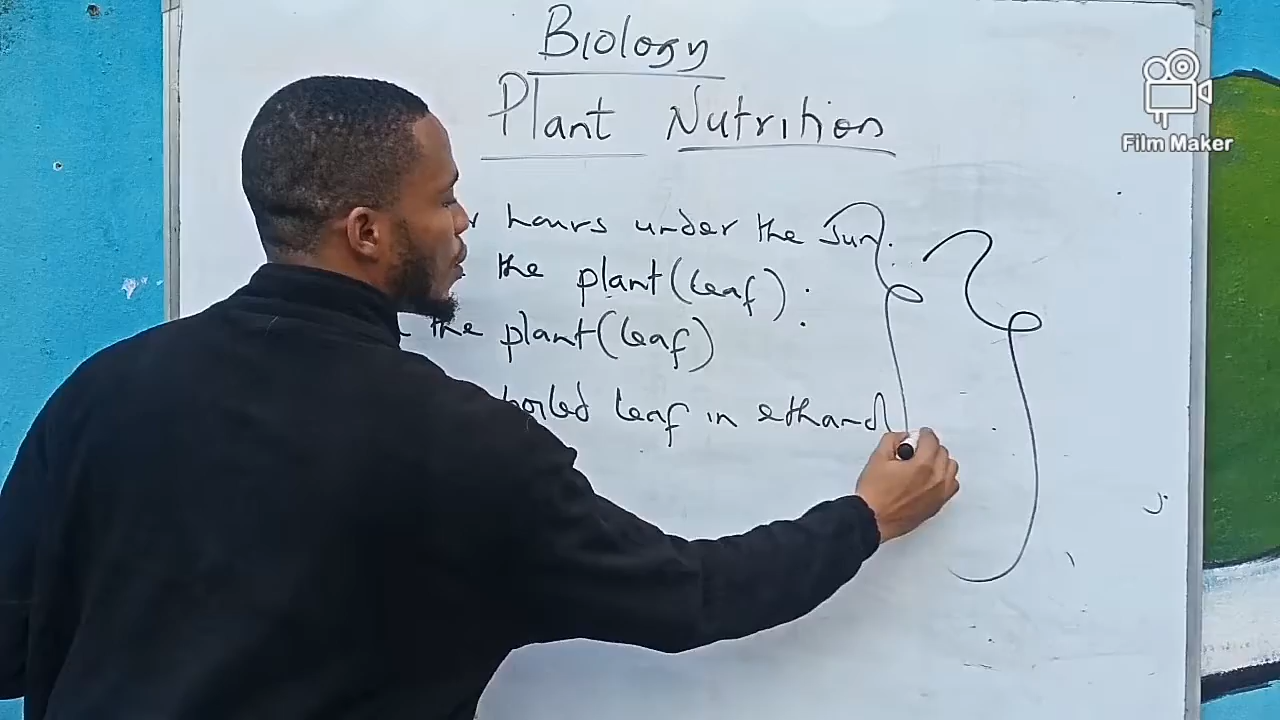 Biology
Plant Nutrition
hours under the Sun.
the plant (leaf).
the plant (leaf)
boiled leaf in ethanol
Film Maker